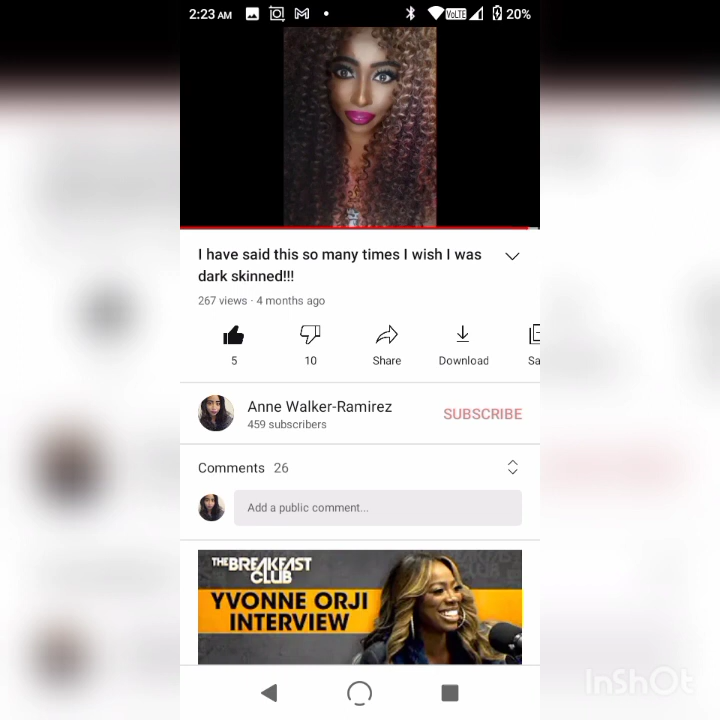 2:23 AM
VoLTE
20%
I have said this so many times I wish I was
dark skinned!!!
267 views · 4 months ago
5
10
Share
Download
Sa
Anne Walker-Ramirez
SUBSCRIBE
459 subscribers
Comments 26
Add a public comment...
THE BREAKFAST
CLUB
YVONNE ORJI
INTERVIEW
InShOt